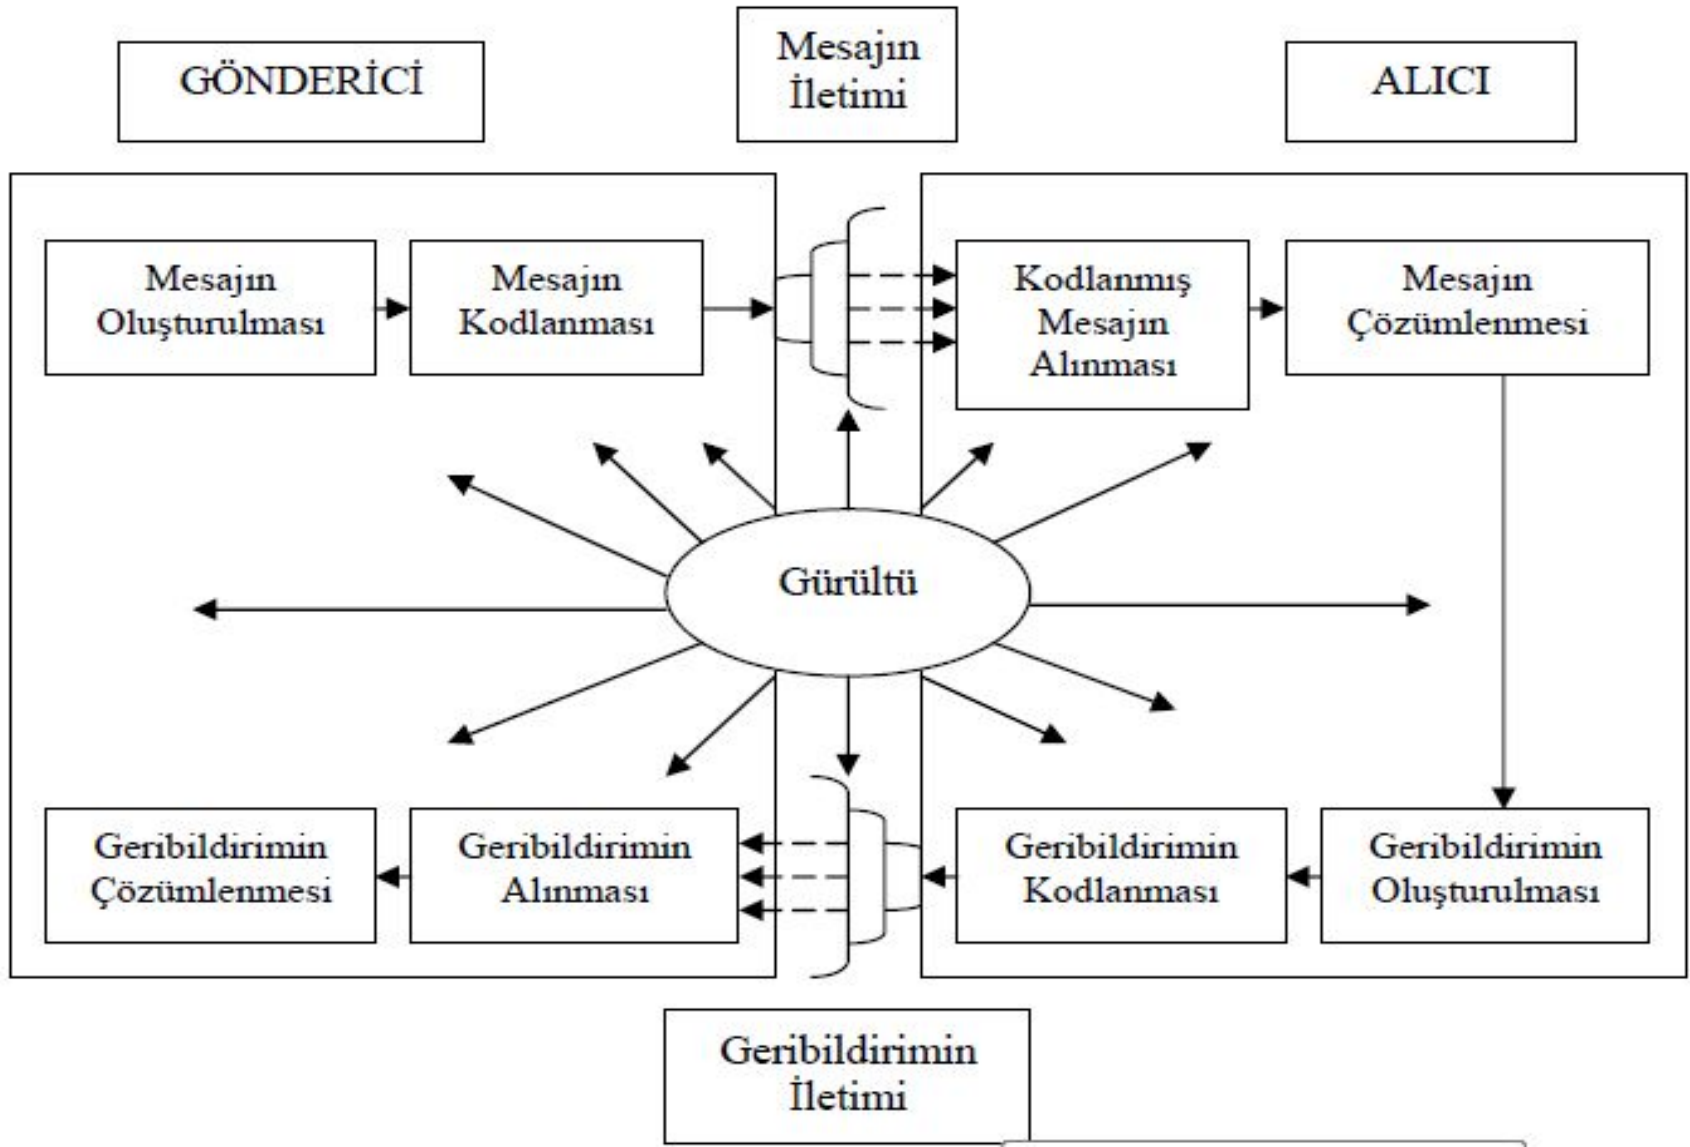 GÖNDERİCİ
Mesajın
İletimi
ALICI
Mesajın
Oluşturulması
Mesajın
Kodlanması
Kodlanmış
Mesajın
Alınması
Mesajın
Çözümlenmesi
Gürültü
Geribildirimin
Çözümlenmesi
Geribildirimin
Alınması
Geribildirimin
Kodlanması
Geribildirimin
Oluşturulması
Geribildirimin
İletimi